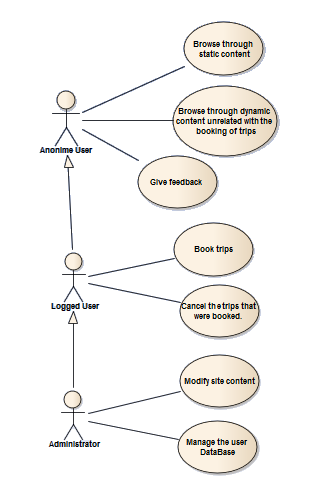 Browse through
static content
Browse through dynamic
content unrelated with the
booking of trips
Anonime User
Give feedback
Book trips
Logged User
Cancel the trips that
were booked.
Modify site content
Administrator
Manage the user
DataBase